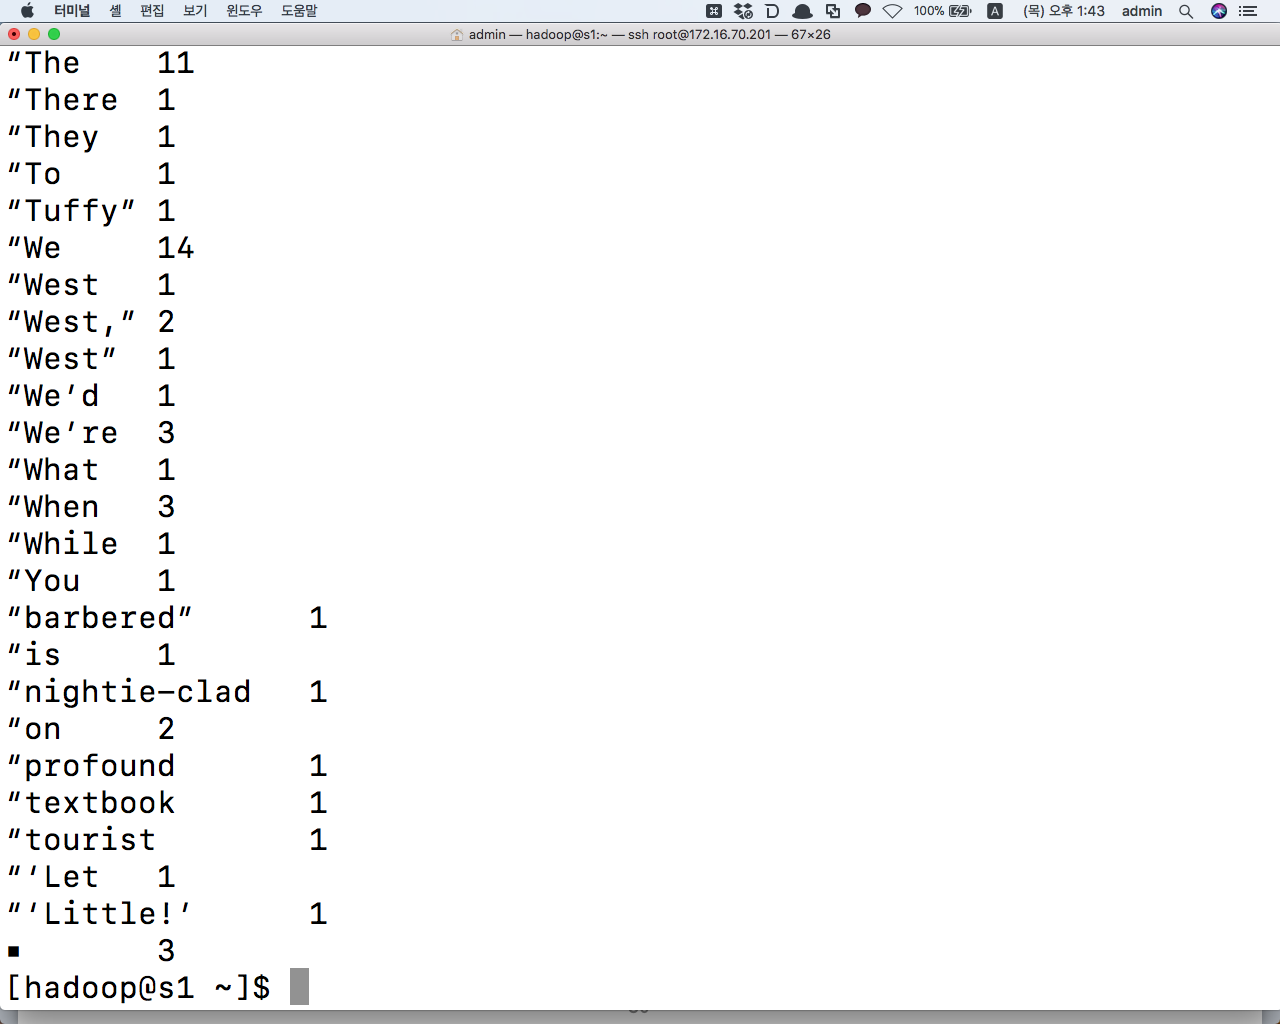 터미널 셸 편집 보기 윈도우 도움말 100% A (목) 오후 1:43 admin
admin — hadoop@s1:~ — ssh root@172.16.70.201 — 67×26
“The 11
“There 1
“They 1
“To 1
“Tuffy” 1
“We 14
“West 1
“West,” 2
“West” 1
“We’d 1
“We’re 3
“What 1
“When 3
“While 1
“You 1
“barbered” 1
“is 1
“nightie-clad 1
“on 2
“profound 1
“textbook 1
“tourist 1
“‘Let 1
“‘Little!’ 1
▪ 3
[hadoop@s1 ~]$